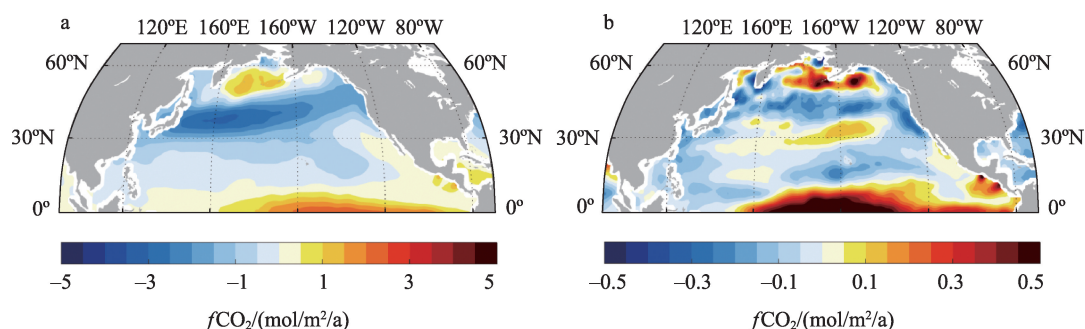 a
120ºE 160ºE 160ºW 120ºW 80ºW
60ºN 60ºN
30ºN 30ºN
0º 0º
–5 –3 –1 1 3 5
fCO₂/(mol/m²/a)
b
120ºE 160ºE 160ºW 120ºW 80ºW
60ºN 60ºN
30ºN 30ºN
0º 0º
–0.5 –0.3 –0.1 0.1 0.3 0.5
fCO₂/(mol/m²/a)